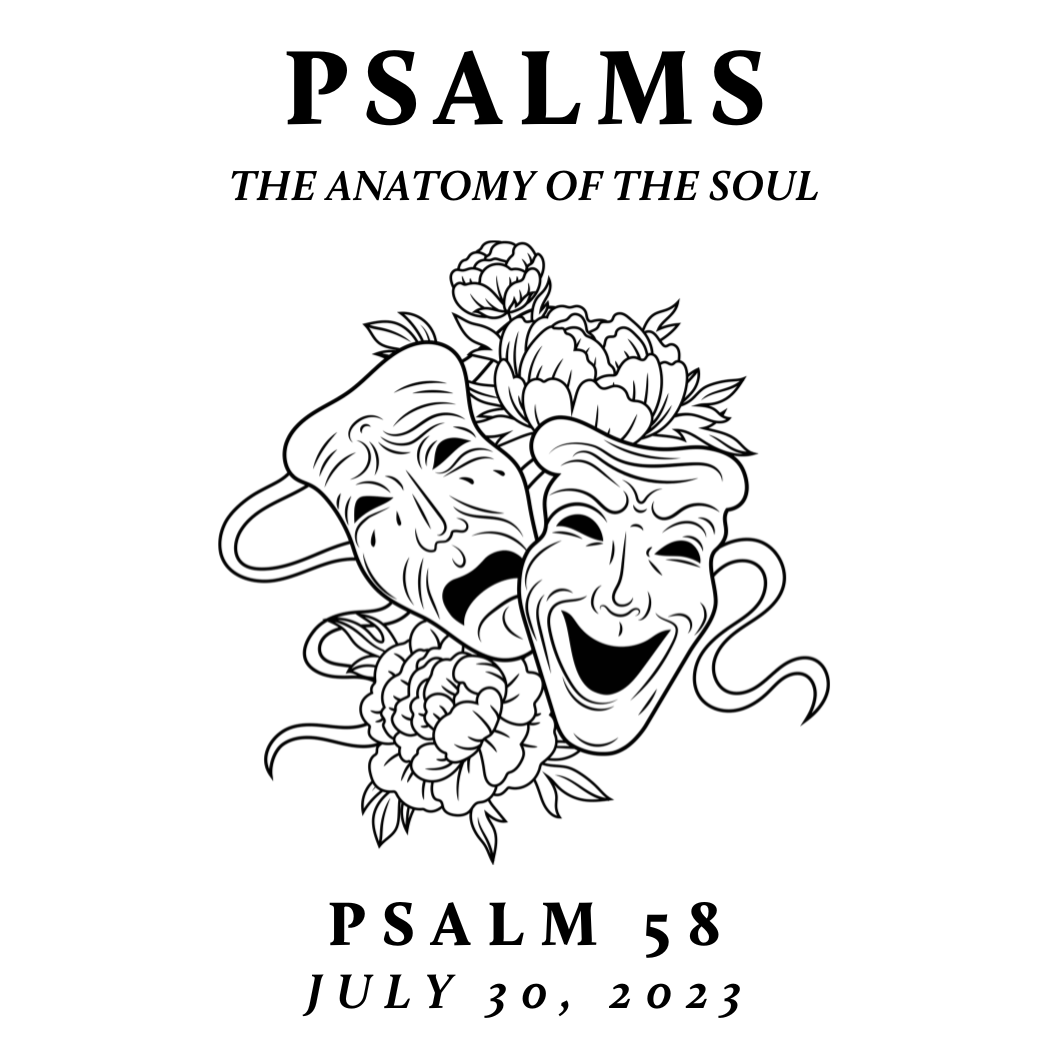 PSALMS
THE ANATOMY OF THE SOUL
PSALM 58
JULY 30, 2023